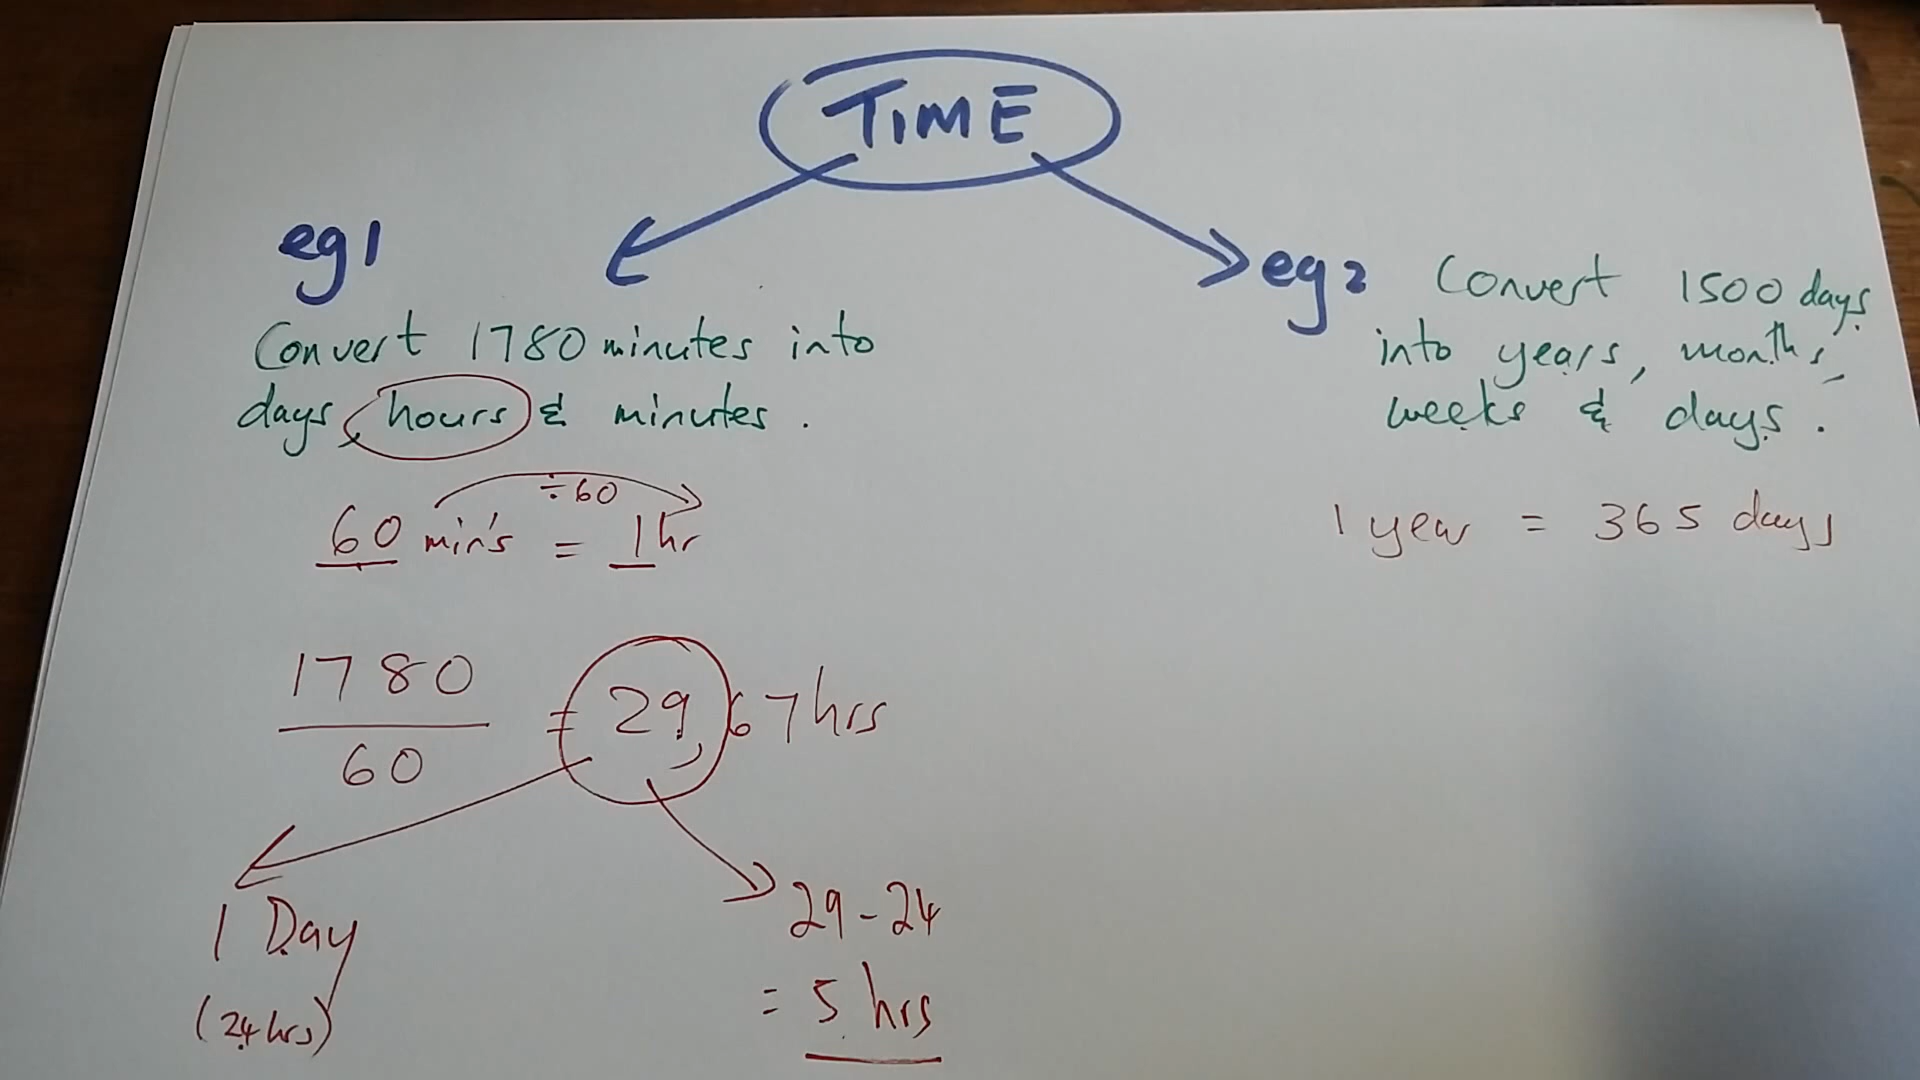 TIME
eg1
Convert 1780 minutes into
days, hours & minutes.
÷60
60 min's = 1hr
1780
60
= 29,67hrs
1 Day
(24hrs)
29-24
= 5 hrs
eg2 Convert 1500 days
into years, months,
weeks & days.
1 year = 365 days